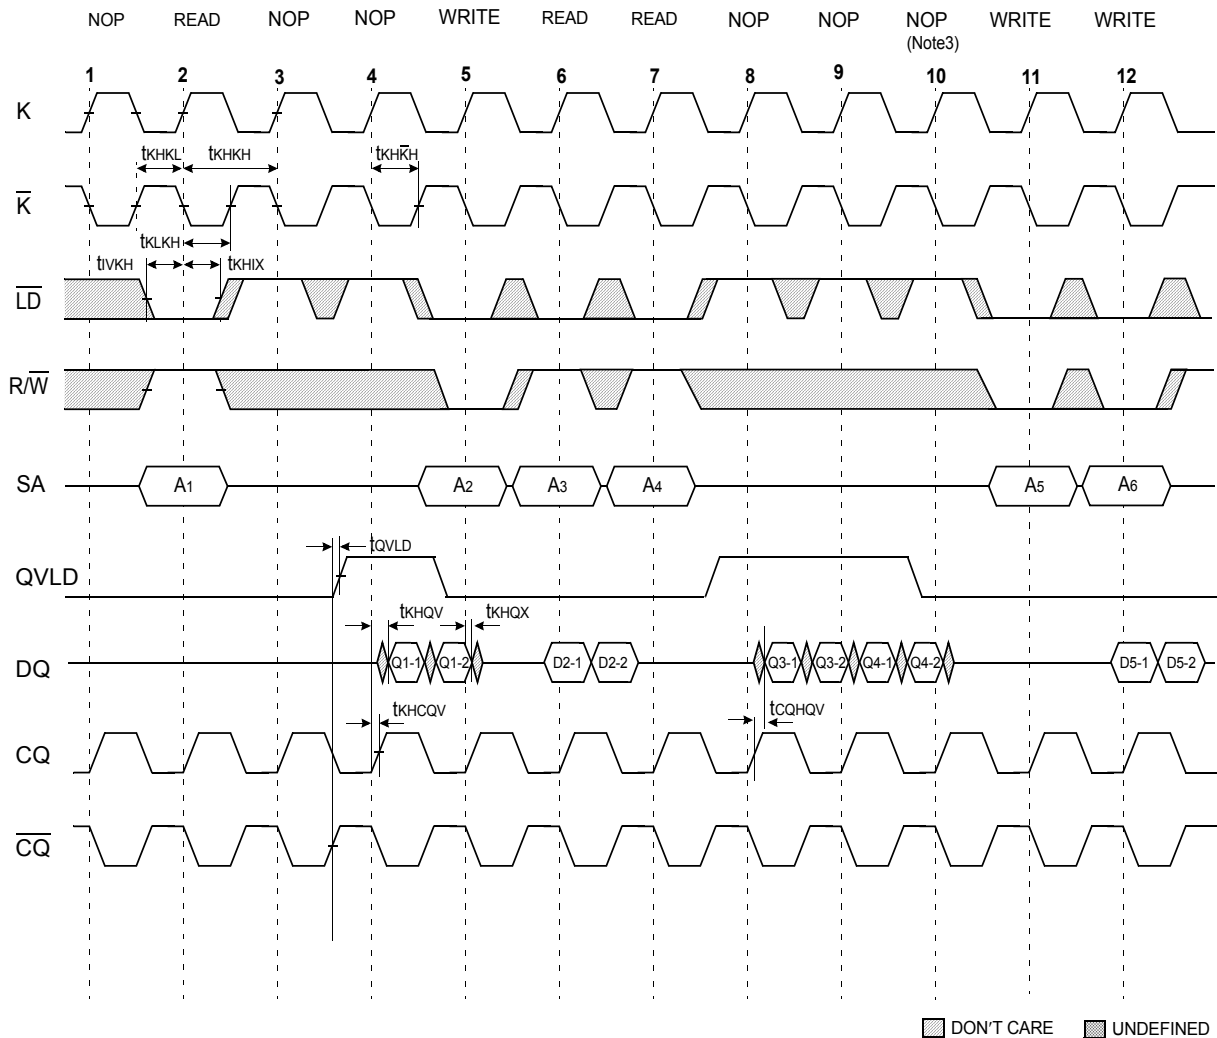 NOP READ NOP NOP WRITE READ READ NOP NOP NOP WRITE WRITE
(Note3)
1 2 3 4 5 6 7 8 9 10 11 12
K
tKHKL tKHKH tKHK̅H
K̅
tKLKH
tIVKH tKHIX
L̅D̅
R/W̅
SA A1 A2 A3 A4 A5 A6
tQVLD
QVLD
tKHQV tKHQX
DQ Q1-1 Q1-2 D2-1 D2-2 Q3-1 Q3-2 Q4-1 Q4-2 D5-1 D5-2
tKHCQV tCQHQV
CQ
C̅Q̅
DON'T CARE UNDEFINED